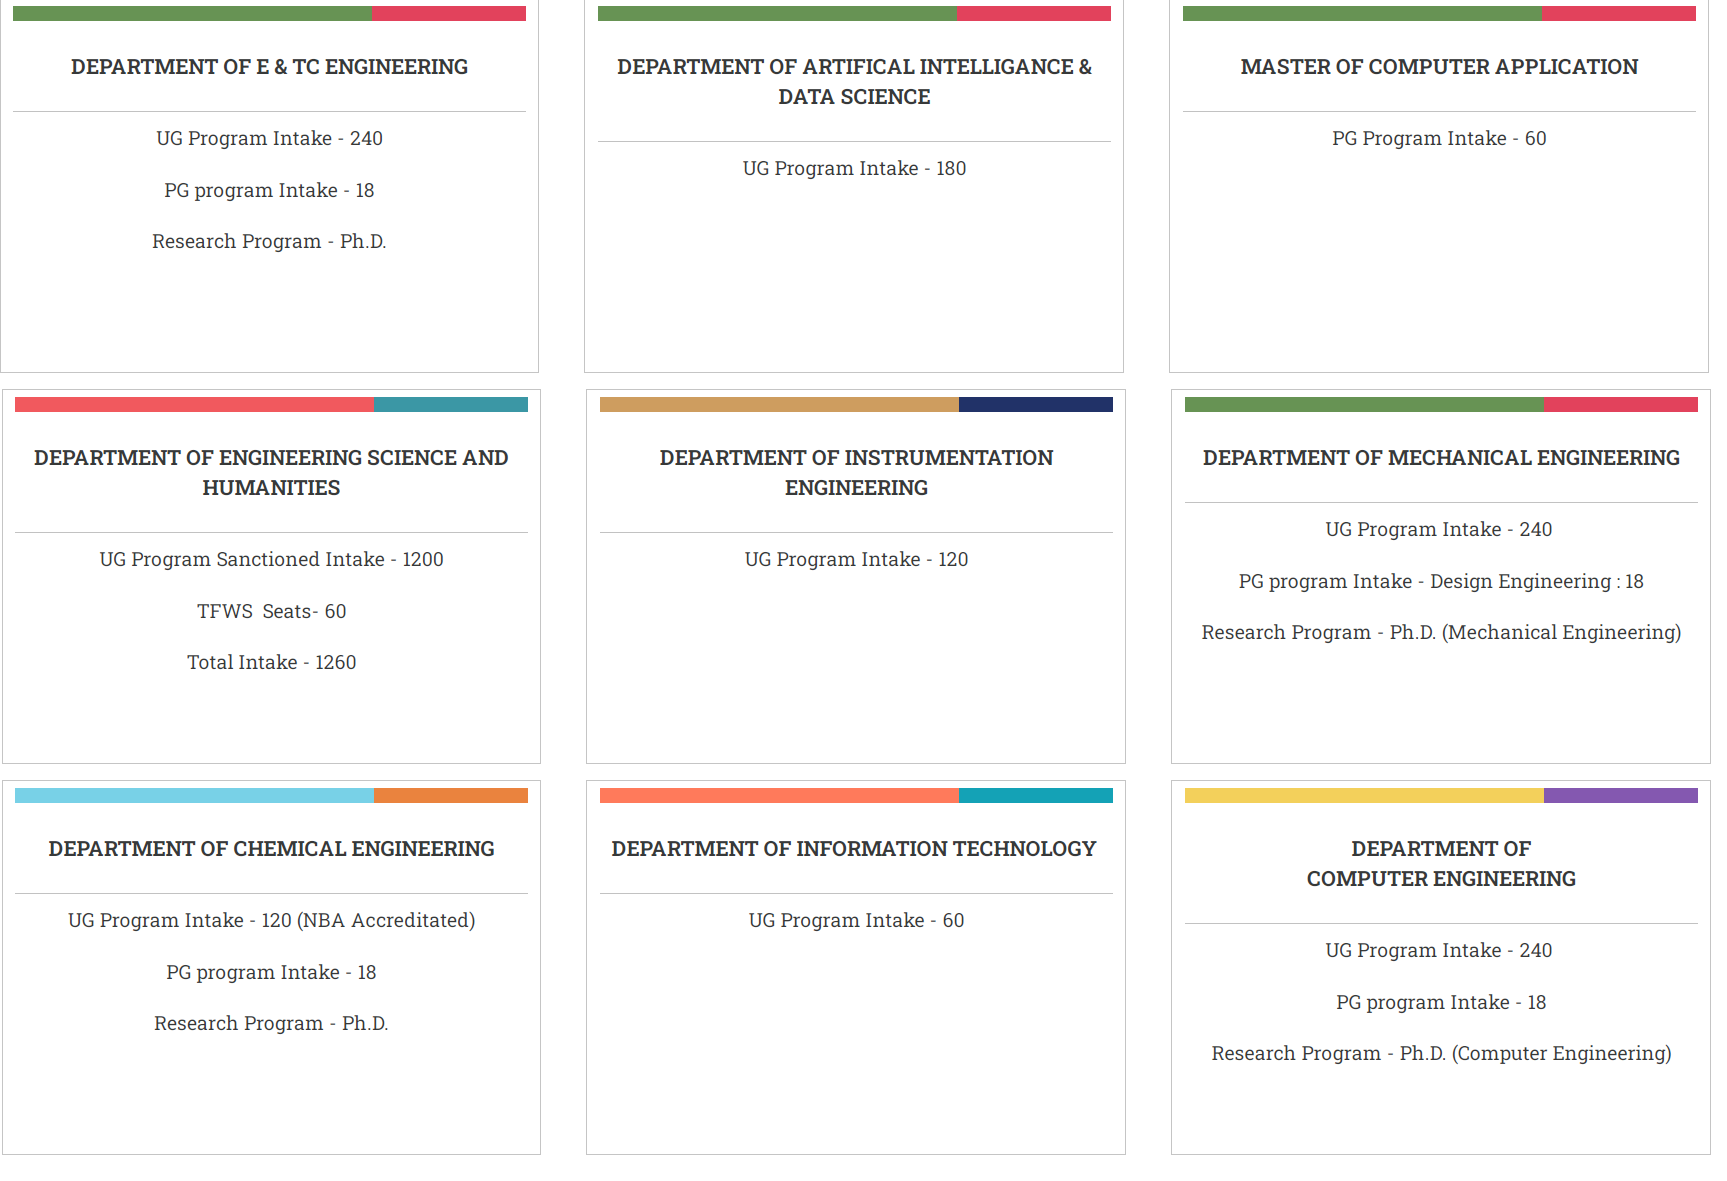 DEPARTMENT OF E & TC ENGINEERING
UG Program Intake - 240
PG program Intake - 18
Research Program - Ph.D.
DEPARTMENT OF ARTIFICAL INTELLIGANCE &
DATA SCIENCE
UG Program Intake - 180
MASTER OF COMPUTER APPLICATION
PG Program Intake - 60
DEPARTMENT OF ENGINEERING SCIENCE AND
HUMANITIES
UG Program Sanctioned Intake - 1200
TFWS  Seats- 60
Total Intake - 1260
DEPARTMENT OF INSTRUMENTATION
ENGINEERING
UG Program Intake - 120
DEPARTMENT OF MECHANICAL ENGINEERING
UG Program Intake - 240
PG program Intake - Design Engineering : 18
Research Program - Ph.D. (Mechanical Engineering)
DEPARTMENT OF CHEMICAL ENGINEERING
UG Program Intake - 120 (NBA Accreditated)
PG program Intake - 18
Research Program - Ph.D.
DEPARTMENT OF INFORMATION TECHNOLOGY
UG Program Intake - 60
DEPARTMENT OF
COMPUTER ENGINEERING
UG Program Intake - 240
PG program Intake - 18
Research Program - Ph.D. (Computer Engineering)